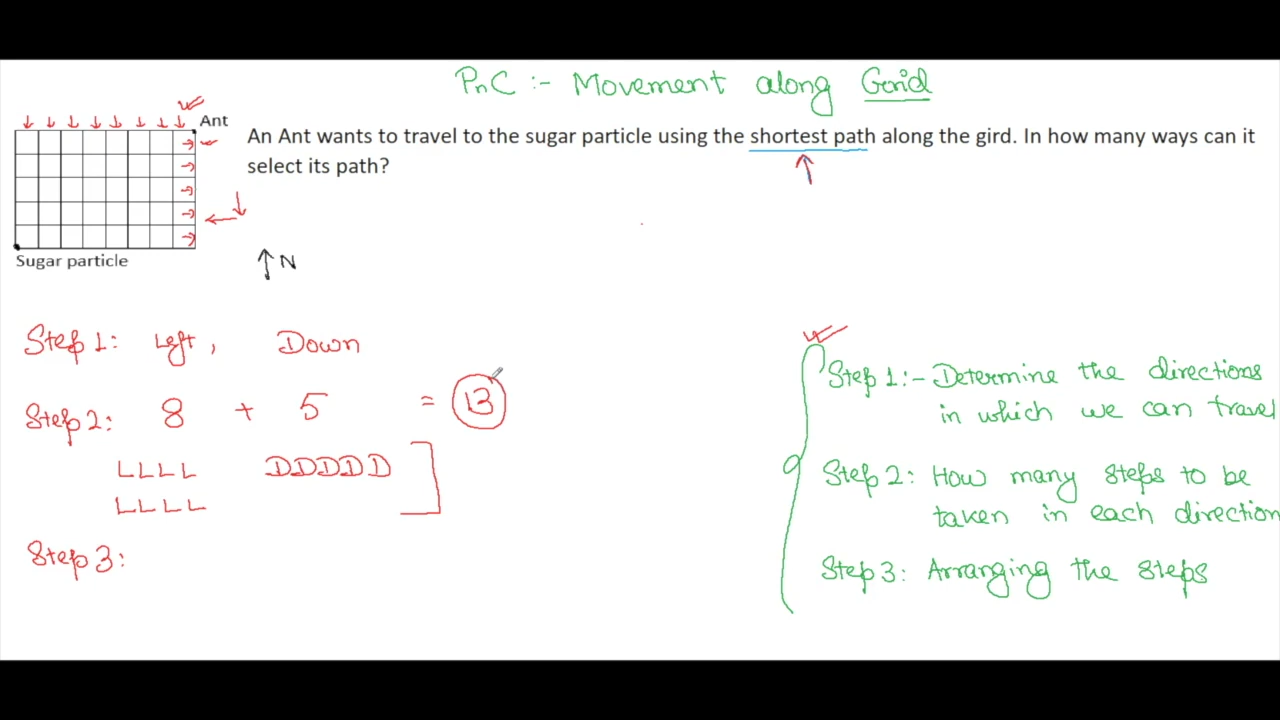 PnC :- Movement along Grid
Ant
An Ant wants to travel to the sugar particle using the shortest path along the gird. In how many ways can it
select its path?
Sugar particle
N
Step 1: Left, Down
Step 2: 8 + 5 = 13
LLLL DDDDD
LLLL
Step 3:
Step 1:- Determine the directions
in which we can travel
Step 2: How many steps to be
taken in each direction
Step 3: Arranging the steps